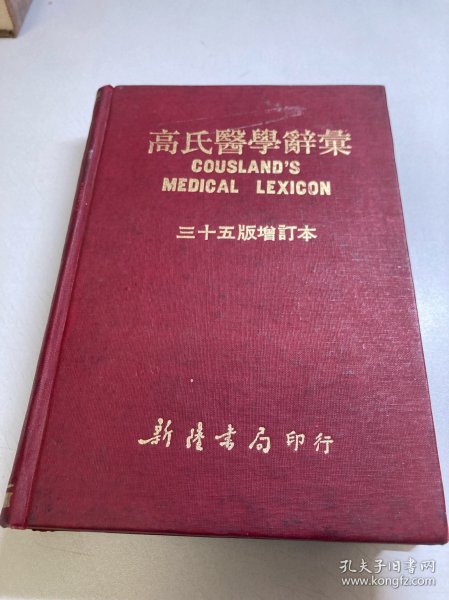 高氏醫學辭彙
COUSLAND'S
MEDICAL LEXICON
三十五版增訂本
新陸書局印行
孔夫子旧书网
www.kongfz.com